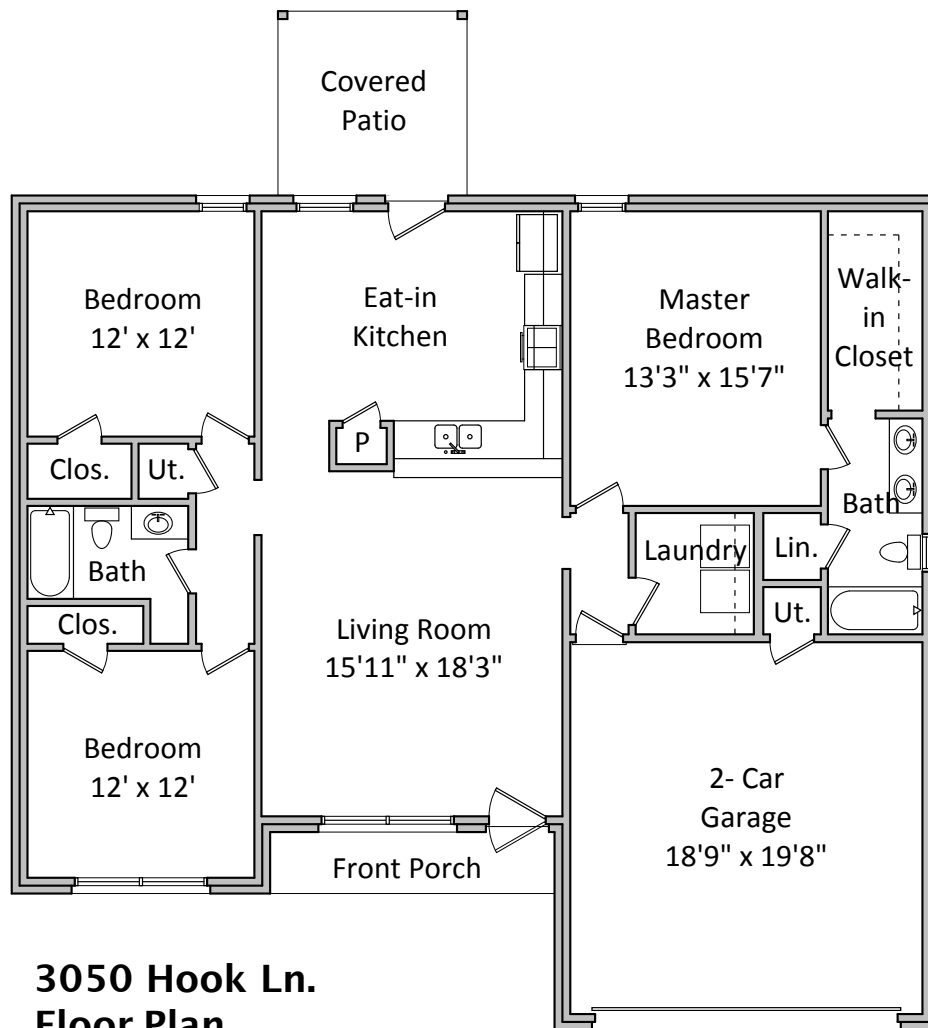 Covered
Patio
Bedroom
12' x 12'
Eat-in
Kitchen
Master
Bedroom
13'3" x 15'7"
Walk-
in
Closet
P
Clos.
Ut.
Bath
Laundry
Lin.
Bath
Clos.
Ut.
Living Room
15'11" x 18'3"
Bedroom
12' x 12'
2- Car
Garage
18'9" x 19'8"
Front Porch
3050 Hook Ln.
Floor Plan